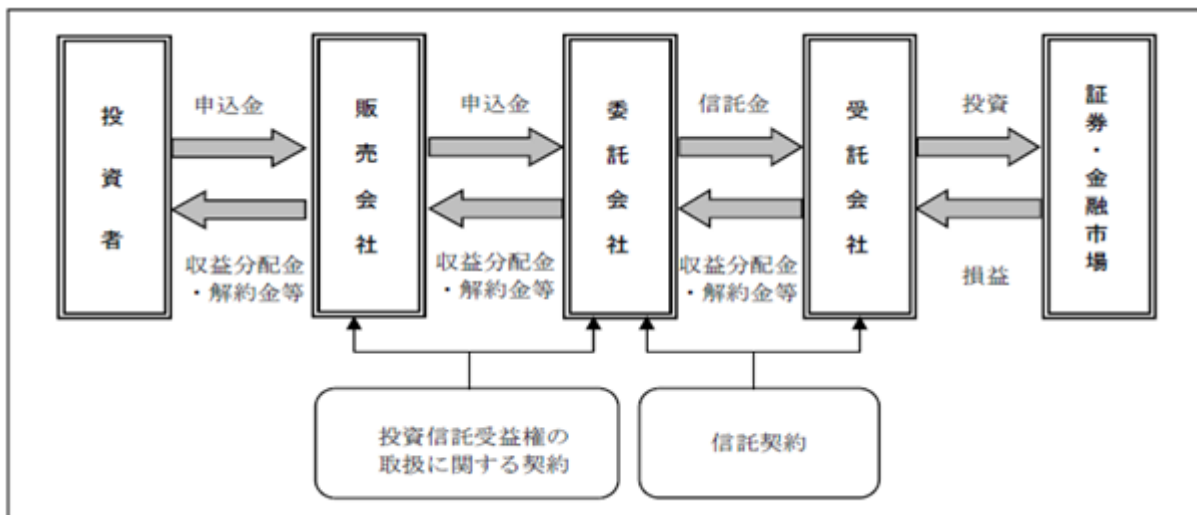 投資者
申込金
収益分配金
・解約金等
販売会社
申込金
収益分配金
・解約金等
委託会社
信託金
収益分配金
・解約金等
受託会社
投資
損益
証券・金融市場
投資信託受益権の
取扱に関する契約
信託契約